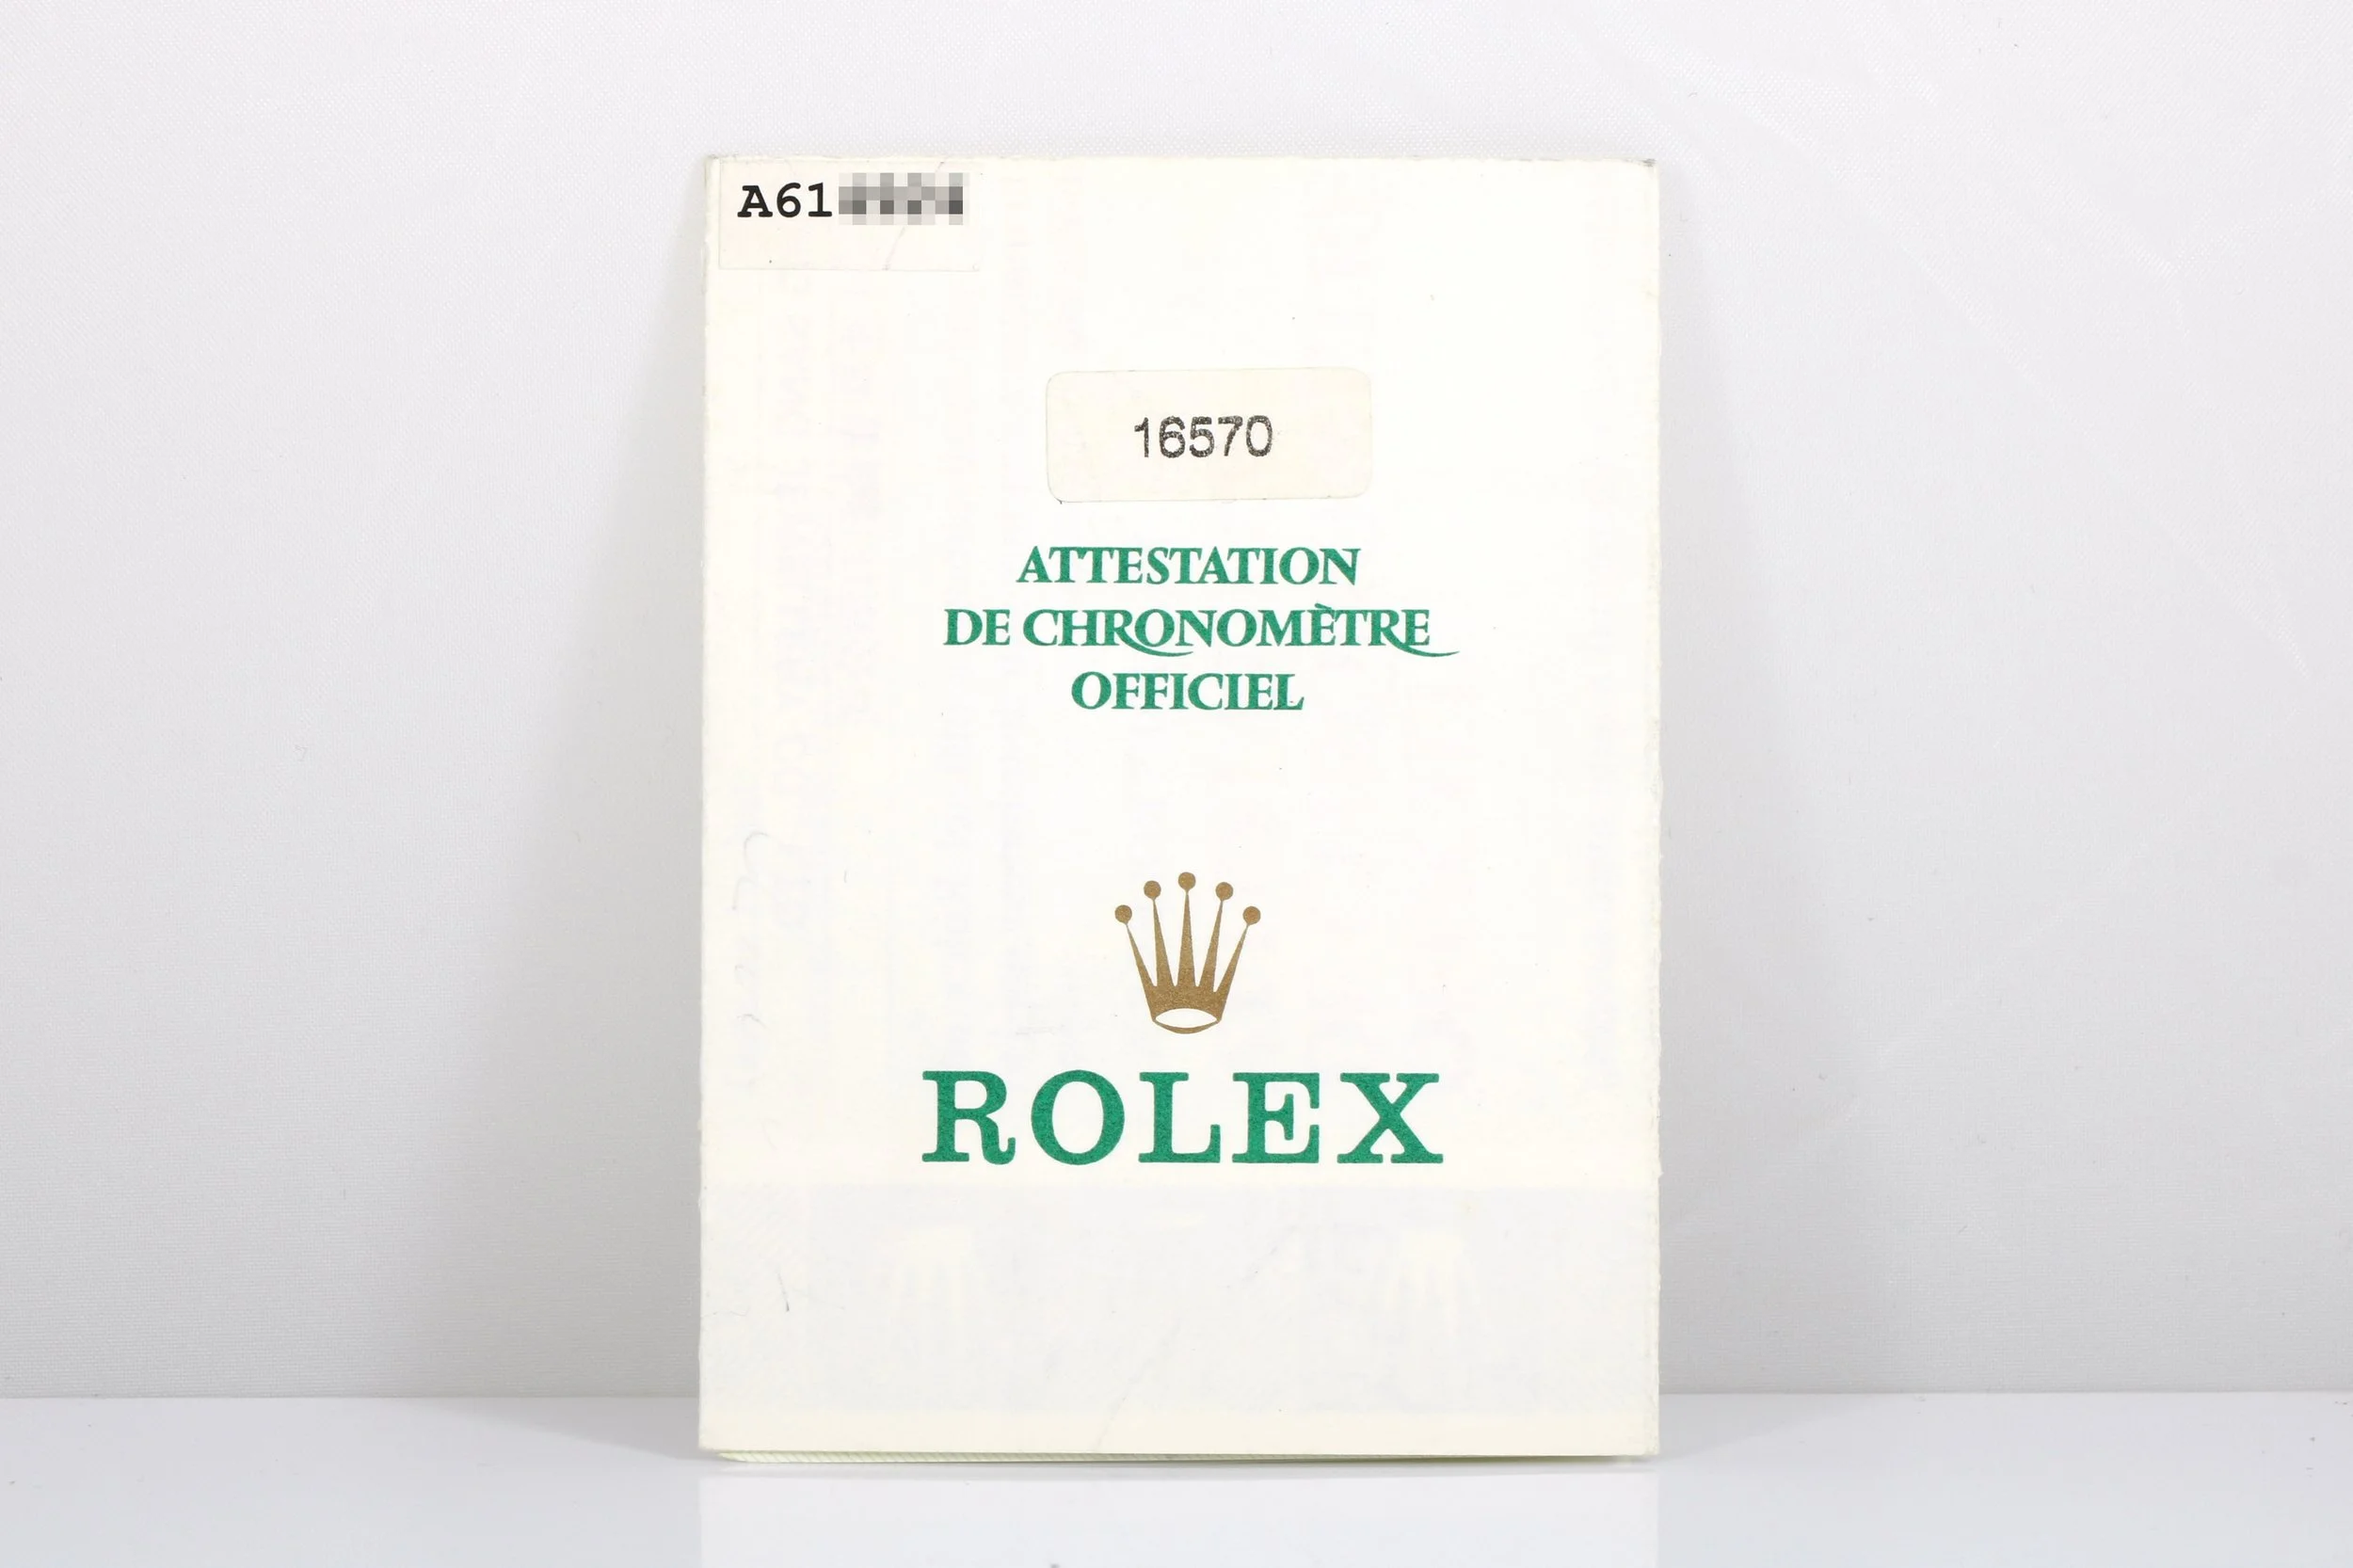 A61
16570
ATTESTATION
DE CHRONOMÈTRE
OFFICIEL
ROLEX